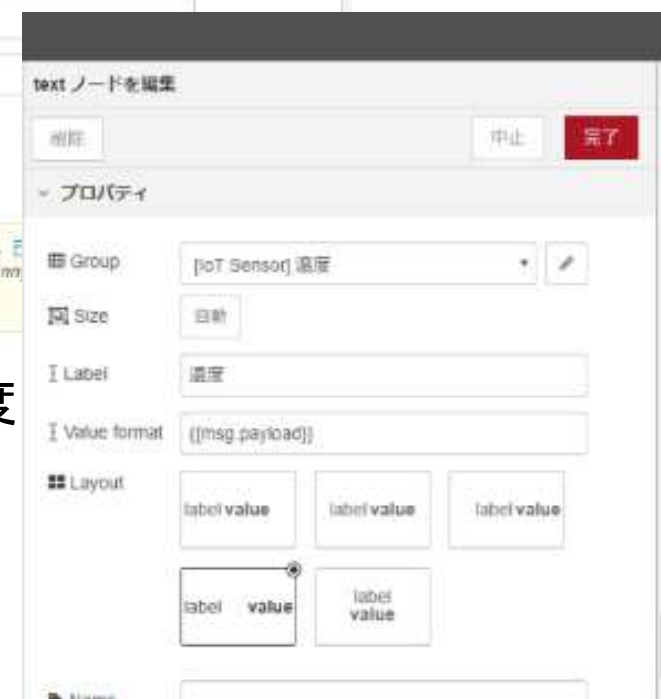 text ノードを編集
削除 中止 完了
プロパティ
Group [IoT Sensor] 温度
Size 自動
Label 温度
度
Value format {{msg.payload}}
Layout
label value label value label value
label value label
value
Name